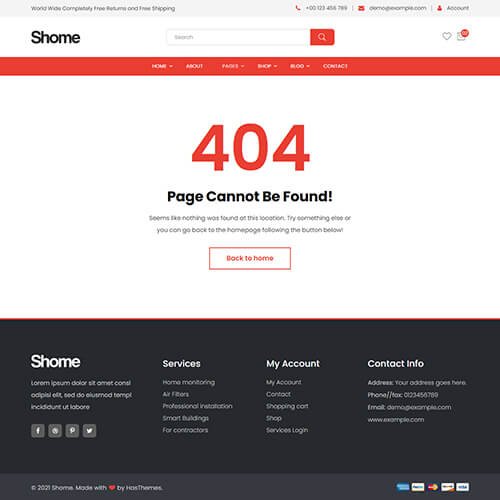 World Wide Completely Free Returns and Free Shipping
+00 123 456 789 | demo@example.com | Account
Shome
Search
00
HOME ABOUT PAGES SHOP BLOG CONTACT
404
Page Cannot Be Found!
Seems like nothing was found at this location. Try something else or
you can go back to the homepage following the button below!
Back to home
Shome
Lorem ipsum dolor sit amet consl
adipisi elit, sed do eiusmod templ
incididunt ut labore
Services
Home monitoring
Air Filters
Professional installation
Smart Buildings
For contractors
My Account
My Account
Contact
Shopping cart
Shop
Services Login
Contact Info
Address: Your address goes here.
Phone//fax: 0123456789
Email: demo@example.com
www.example.com
© 2021 Shome. Made with ❤ by HasThemes.
VISA